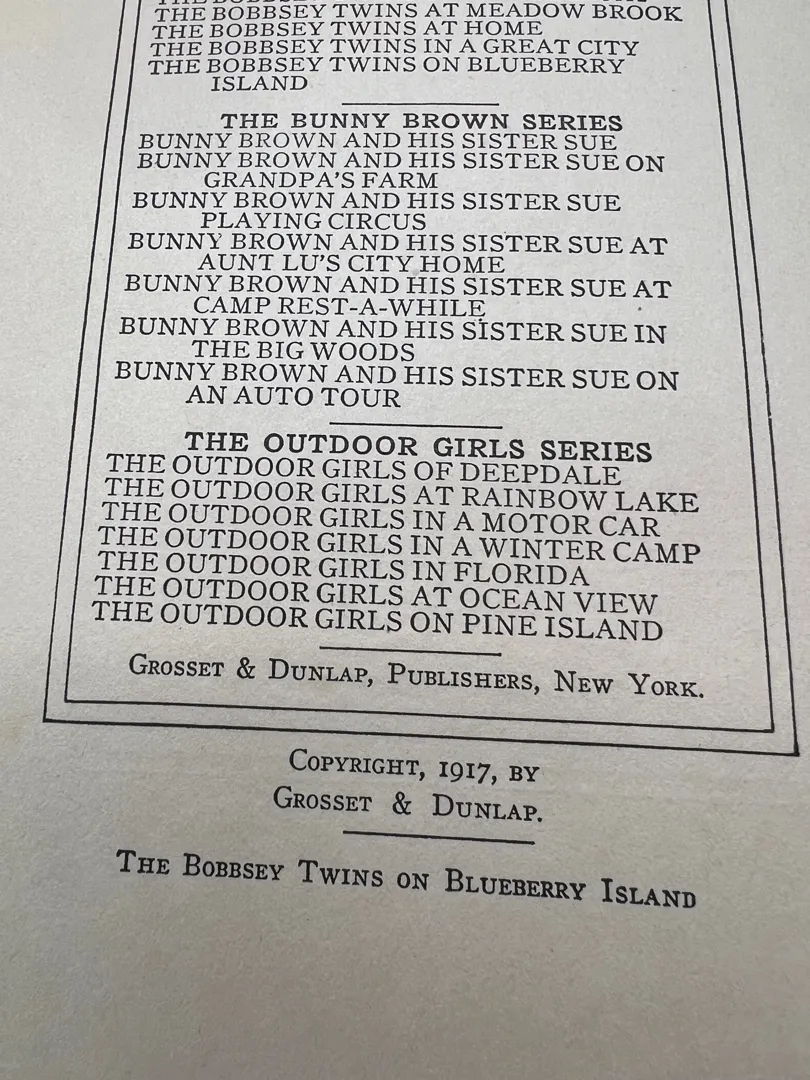 THE BOBBSEY TWINS AT MEADOW BROOK
THE BOBBSEY TWINS AT HOME
THE BOBBSEY TWINS IN A GREAT CITY
THE BOBBSEY TWINS ON BLUEBERRY
ISLAND
THE BUNNY BROWN SERIES
BUNNY BROWN AND HIS SISTER SUE
BUNNY BROWN AND HIS SISTER SUE ON
GRANDPA'S FARM
BUNNY BROWN AND HIS SISTER SUE
PLAYING CIRCUS
BUNNY BROWN AND HIS SISTER SUE AT
AUNT LU'S CITY HOME
BUNNY BROWN AND HIS SISTER SUE AT
CAMP REST-A-WHILE
BUNNY BROWN AND HIS SISTER SUE IN
THE BIG WOODS
BUNNY BROWN AND HIS SISTER SUE ON
AN AUTO TOUR
THE OUTDOOR GIRLS SERIES
THE OUTDOOR GIRLS OF DEEPDALE
THE OUTDOOR GIRLS AT RAINBOW LAKE
THE OUTDOOR GIRLS IN A MOTOR CAR
THE OUTDOOR GIRLS IN A WINTER CAMP
THE OUTDOOR GIRLS IN FLORIDA
THE OUTDOOR GIRLS AT OCEAN VIEW
THE OUTDOOR GIRLS ON PINE ISLAND
GROSSET & DUNLAP, PUBLISHERS, NEW YORK.
COPYRIGHT, 1917, BY
GROSSET & DUNLAP.
THE BOBBSEY TWINS ON BLUEBERRY ISLAND